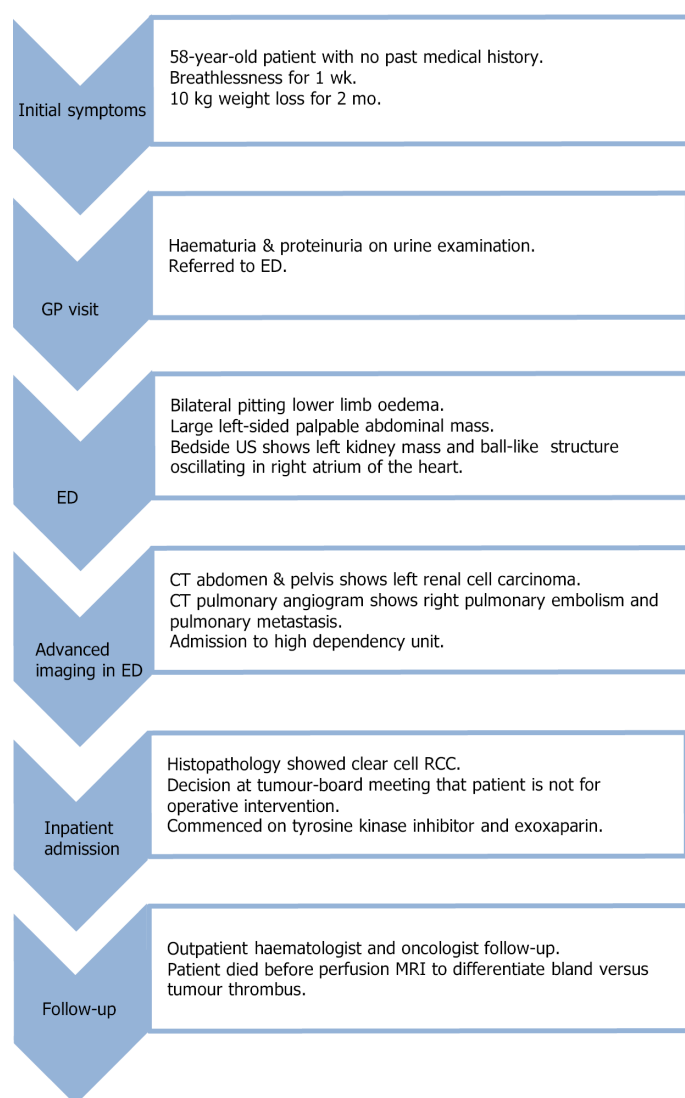 58-year-old patient with no past medical history.
Breathlessness for 1 wk.
10 kg weight loss for 2 mo.
Initial symptoms
Haematuria & proteinuria on urine examination.
Referred to ED.
GP visit
Bilateral pitting lower limb oedema.
Large left-sided palpable abdominal mass.
Bedside US shows left kidney mass and ball-like structure
oscillating in right atrium of the heart.
ED
CT abdomen & pelvis shows left renal cell carcinoma.
CT pulmonary angiogram shows right pulmonary embolism and
pulmonary metastasis.
Admission to high dependency unit.
Advanced
imaging in ED
Histopathology showed clear cell RCC.
Decision at tumour-board meeting that patient is not for
operative intervention.
Commenced on tyrosine kinase inhibitor and exoxaparin.
Inpatient
admission
Outpatient haematologist and oncologist follow-up.
Patient died before perfusion MRI to differentiate bland versus
tumour thrombus.
Follow-up